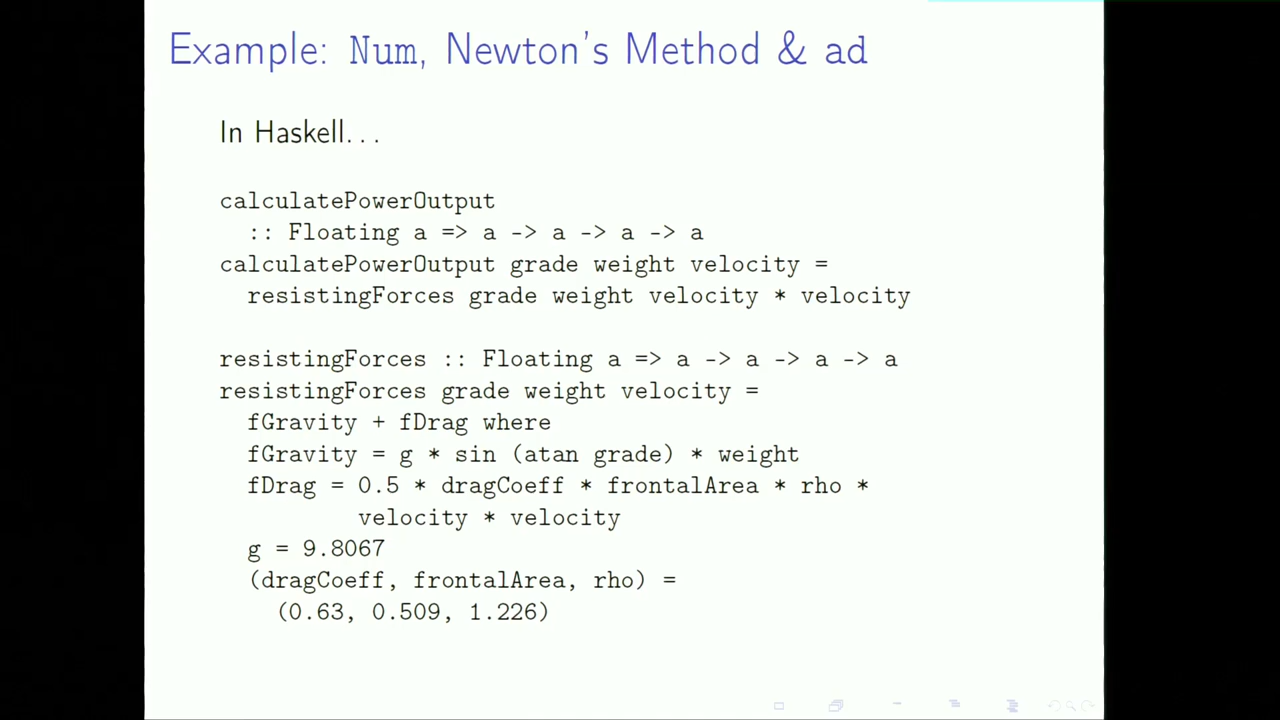 Example: Num, Newton's Method & ad
In Haskell...
calculatePowerOutput
:: Floating a => a -> a -> a -> a
calculatePowerOutput grade weight velocity =
resistingForces grade weight velocity * velocity
resistingForces :: Floating a => a -> a -> a -> a
resistingForces grade weight velocity =
fGravity + fDrag where
fGravity = g * sin (atan grade) * weight
fDrag = 0.5 * dragCoeff * frontalArea * rho *
velocity * velocity
g = 9.8067
(dragCoeff, frontalArea, rho) =
(0.63, 0.509, 1.226)